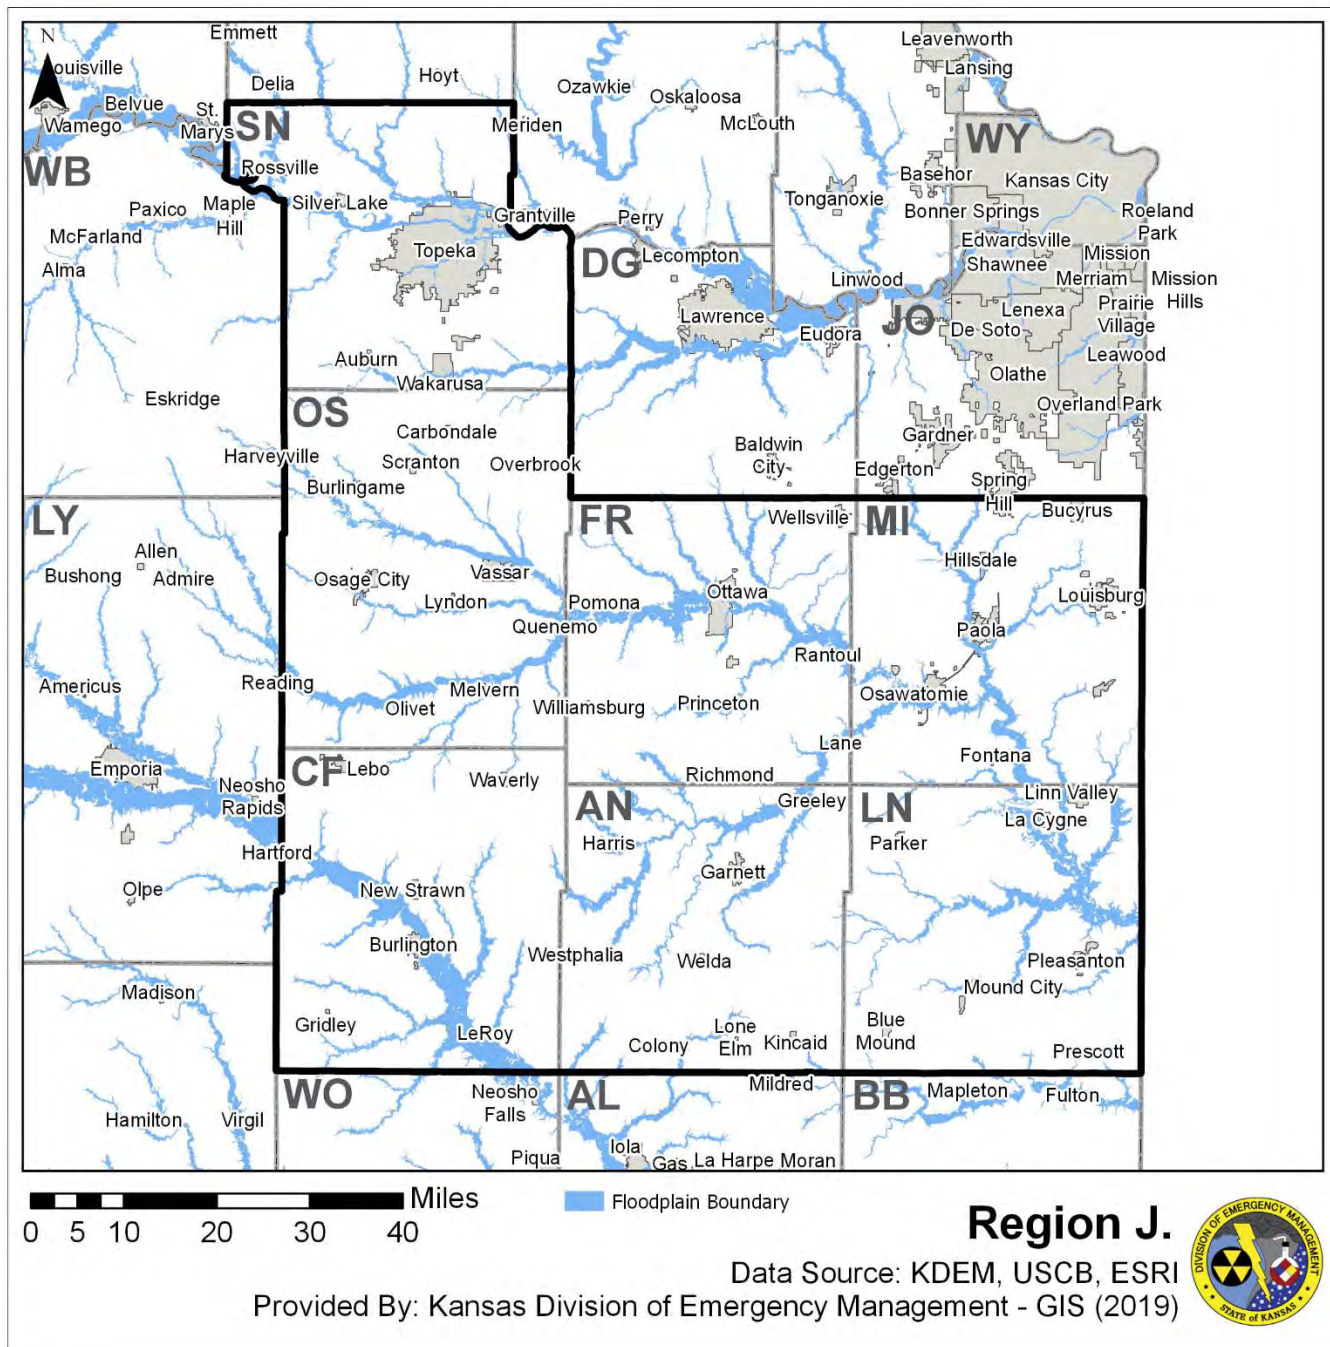 N
Emmett
Leavenworth
Louisville
Delia
Hoyt
Ozawkie
Oskaloosa
Lansing
Belvue
St.
Marys
Wamego
SN
Meriden
McLouth
WY
WB
Rossville
Basehor
Kansas City
Paxico
Maple
Hill
Silver Lake
Grantville
Perry
Tonganoxie
Bonner Springs
Roeland
Park
McFarland
Topeka
DG
Lecompton
Edwardsville
Shawnee
Mission
Alma
Linwood
Merriam
Mission
Hills
Lawrence
Eudora
JO
De Soto
Lenexa
Prairie
Village
Auburn
Wakarusa
Leawood
Olathe
Eskridge
OS
Overland Park
Carbondale
Gardner
Harveyville
Scranton
Overbrook
Baldwin
City
Edgerton
Spring
Hill
Burlingame
LY
FR
Wellsville
MI
Bucyrus
Allen
Bushong
Admire
Osage City
Vassar
Hillsdale
Lyndon
Pomona
Ottawa
Louisburg
Quenemo
Paola
Rantoul
Americus
Reading
Melvern
Olivet
Williamsburg
Princeton
Osawatomie
Lane
Fontana
Emporia
CF
Lebo
Waverly
Richmond
Neosho
Rapids
AN
Greeley
LN
Linn Valley
La Cygne
Hartford
Harris
Parker
Olpe
New Strawn
Garnett
Burlington
Westphalia
Welda
Pleasanton
Madison
Mound City
Gridley
LeRoy
Colony
Lone
Elm
Kincaid
Blue
Mound
Prescott
WO
AL
Mildred
BB
Mapleton
Fulton
Neosho
Falls
Hamilton
Virgil
Iola
Piqua
Gas
La Harpe
Moran
Miles
0 5 10 20 30 40
Floodplain Boundary
Region J.
Data Source: KDEM, USCB, ESRI
Provided By: Kansas Division of Emergency Management - GIS (2019)
DIVISION OF EMERGENCY MANAGEMENT
STATE of KANSAS